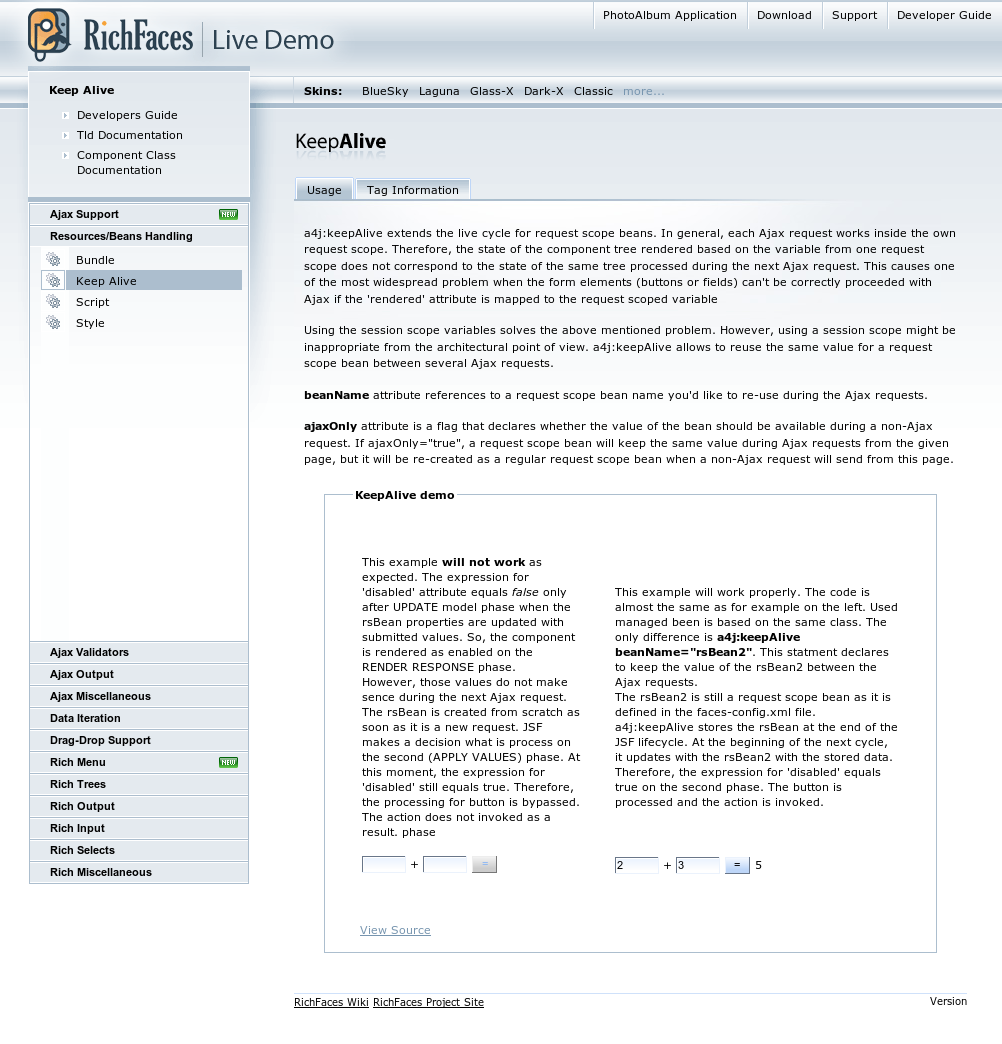 PhotoAlbum Application
Download
Support
Developer Guide
RichFaces
Live Demo
Keep Alive
Developers Guide
Tld Documentation
Component Class
Documentation
Skins:
BlueSky
Laguna
Glass-X
Dark-X
Classic
more...
Ajax Support
NEW
Resources/Beans Handling
Bundle
Keep Alive
Script
Style
Ajax Validators
Ajax Output
Ajax Miscellaneous
Data Iteration
Drag-Drop Support
Rich Menu
NEW
Rich Trees
Rich Output
Rich Input
Rich Selects
Rich Miscellaneous
KeepAlive
Usage
Tag Information
a4j:keepAlive extends the live cycle for request scope beans. In general, each Ajax request works inside the own
request scope. Therefore, the state of the component tree rendered based on the variable from one request
scope does not correspond to the state of the same tree processed during the next Ajax request. This causes one
of the most widespread problem when the form elements (buttons or fields) can't be correctly proceeded with
Ajax if the 'rendered' attribute is mapped to the request scoped variable
Using the session scope variables solves the above mentioned problem. However, using a session scope might be
inappropriate from the architectural point of view. a4j:keepAlive allows to reuse the same value for a request
scope bean between several Ajax requests.
beanName attribute references to a request scope bean name you'd like to re-use during the Ajax requests.
ajaxOnly attribute is a flag that declares whether the value of the bean should be available during a non-Ajax
request. If ajaxOnly="true", a request scope bean will keep the same value during Ajax requests from the given
page, but it will be re-created as a regular request scope bean when a non-Ajax request will send from this page.
KeepAlive demo
This example will not work as
expected. The expression for
'disabled' attribute equals false only
after UPDATE model phase when the
rsBean properties are updated with
submitted values. So, the component
is rendered as enabled on the
RENDER RESPONSE phase.
However, those values do not make
sence during the next Ajax request.
The rsBean is created from scratch as
soon as it is a new request. JSF
makes a decision what is process on
the second (APPLY VALUES) phase. At
this moment, the expression for
'disabled' still equals true. Therefore,
the processing for button is bypassed.
The action does not invoked as a
result. phase
+ =
This example will work properly. The code is
almost the same as for example on the left. Used
managed been is based on the same class. The
only difference is a4j:keepAlive
beanName="rsBean2". This statment declares
to keep the value of the rsBean2 between the
Ajax requests.
The rsBean2 is still a request scope bean as it is
defined in the faces-config.xml file.
a4j:keepAlive stores the rsBean at the end of the
JSF lifecycle. At the beginning of the next cycle,
it updates with the rsBean2 with the stored data.
Therefore, the expression for 'disabled' equals
true on the second phase. The button is
processed and the action is invoked.
2 + 3 = 5
View Source
RichFaces Wiki RichFaces Project Site
Version